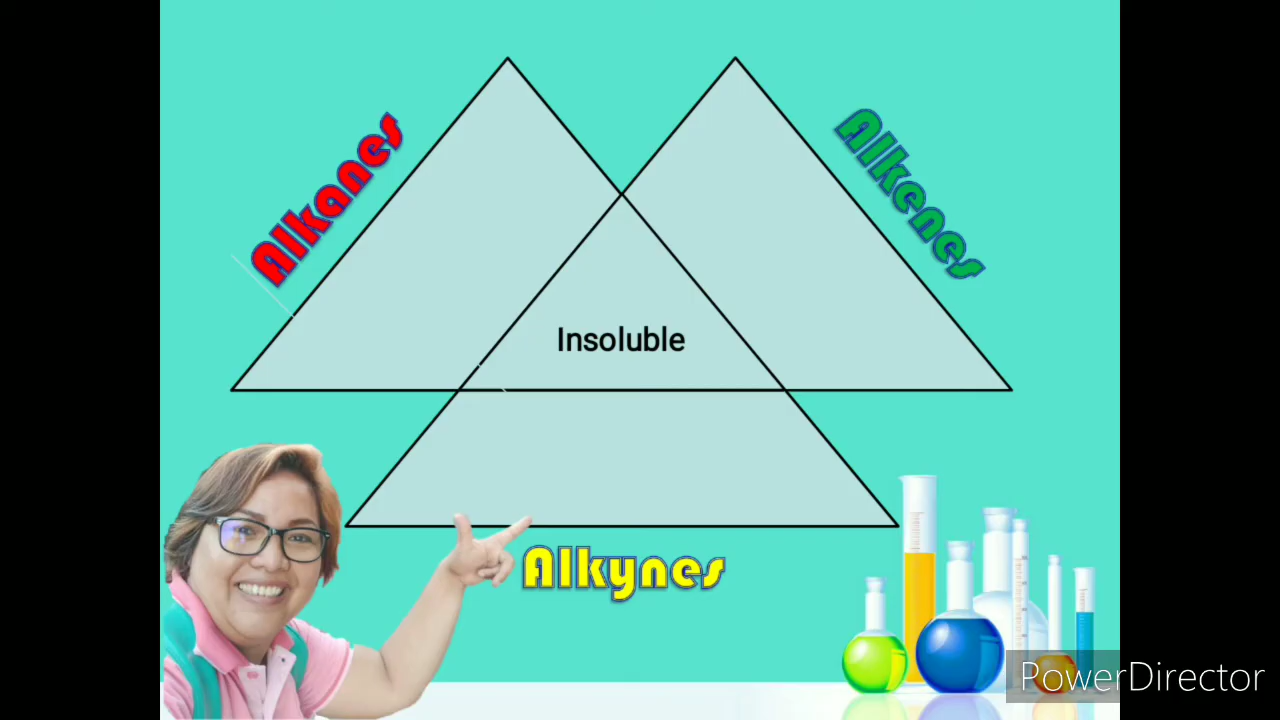 Alkanes
Alkenes
Insoluble
Alkynes
PowerDirector